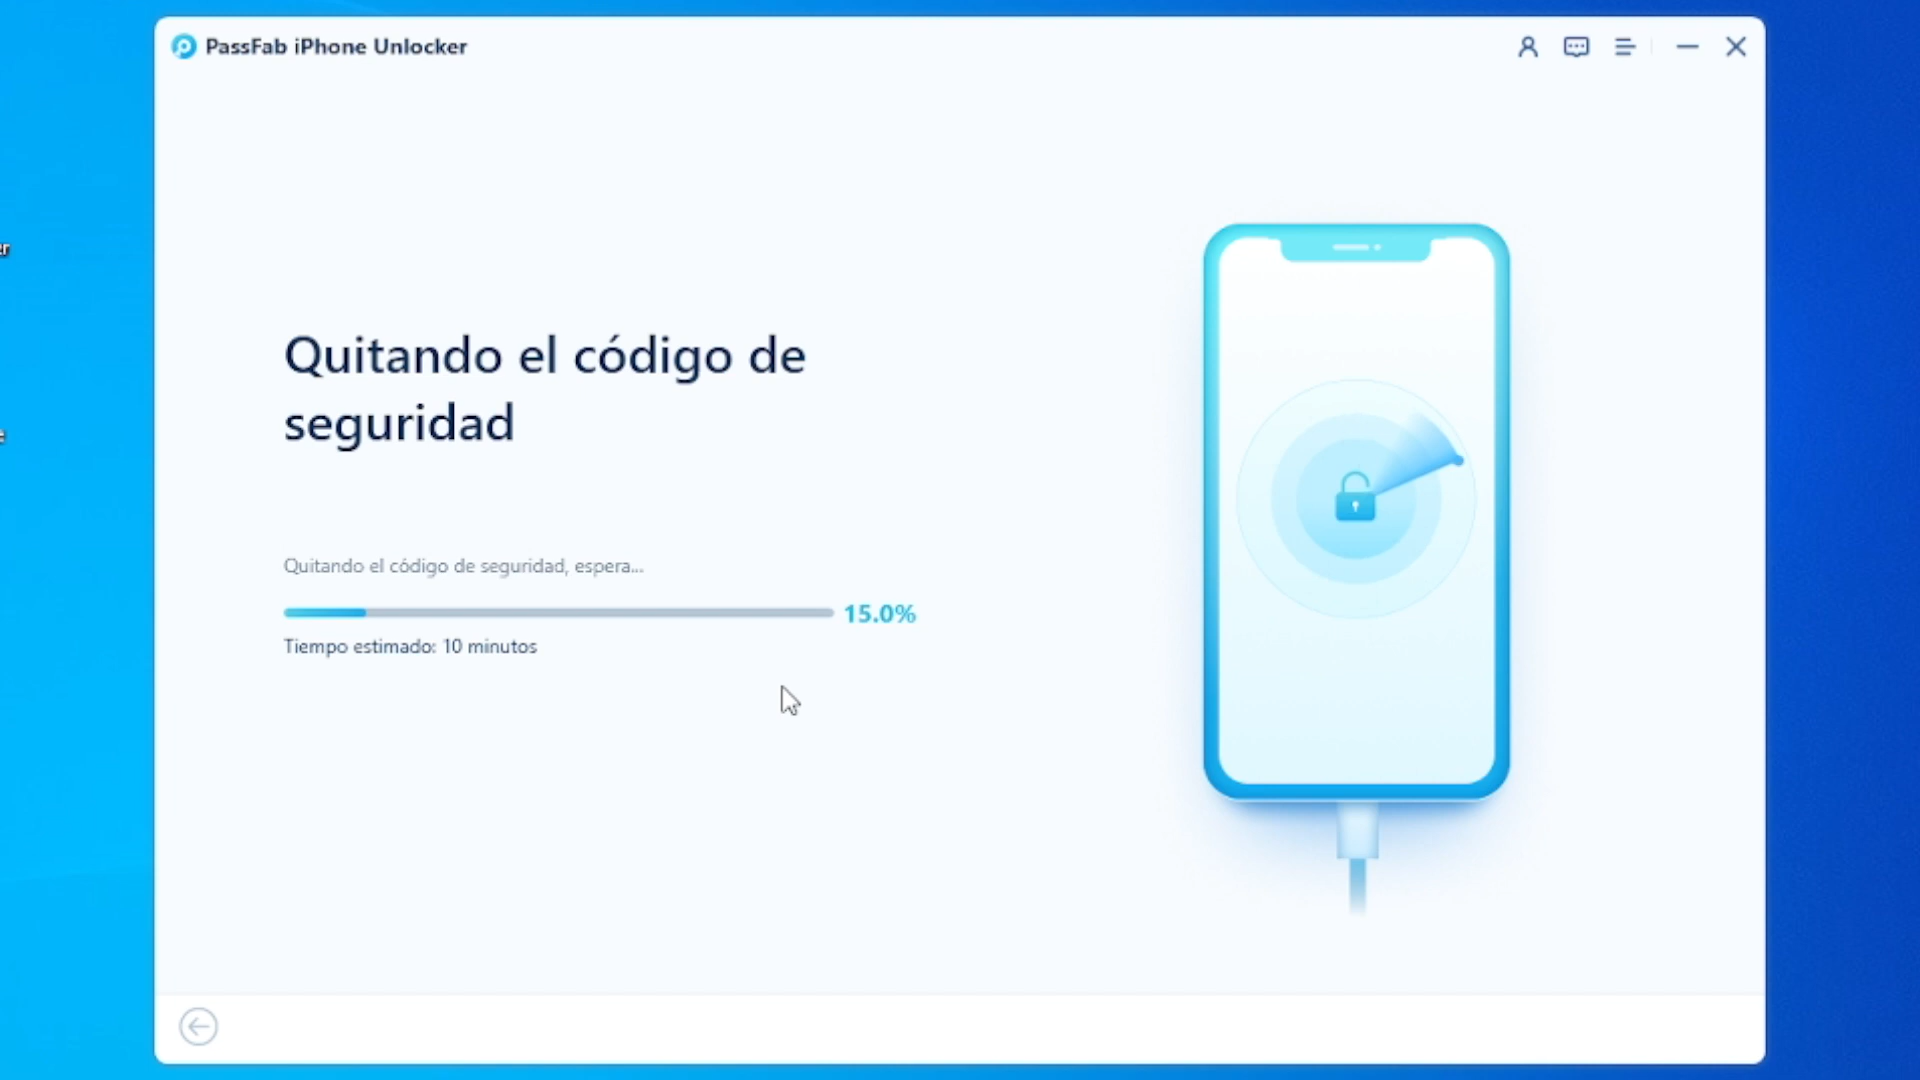 PassFab iPhone Unlocker
er
e
Quitando el código de
seguridad
Quitando el código de seguridad, espera...
15.0%
Tiempo estimado: 10 minutos